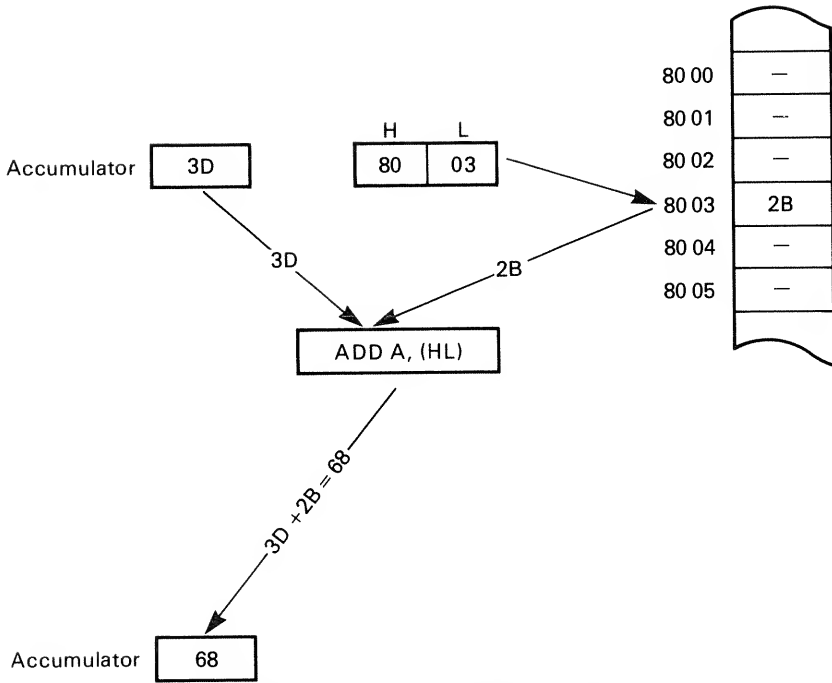 80 00 —
80 01 —
H L
Accumulator 3D 80 03 80 02 —
80 03 2B
3D 2B 80 04 —
80 05 —
ADD A, (HL)
3D + 2B = 68
Accumulator 68